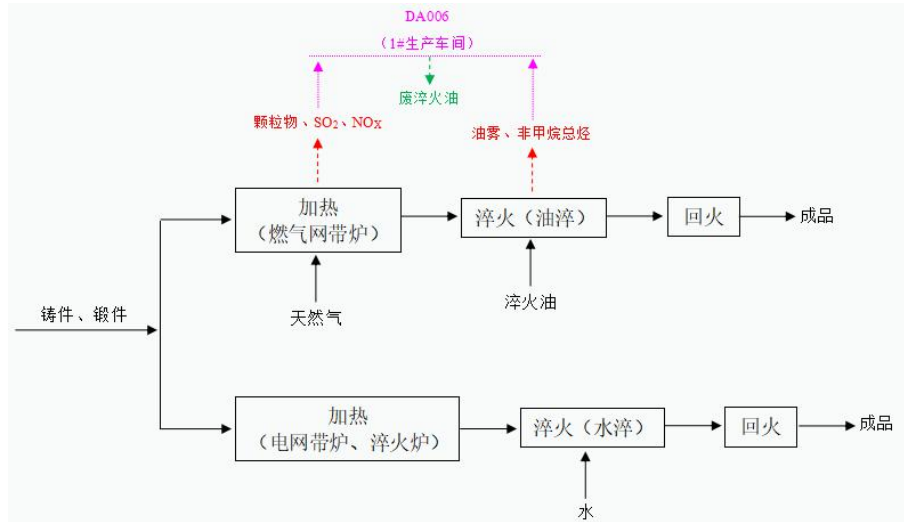 DA006
（1#生产车间）
废淬火油
颗粒物、SO₂、NOX
油雾、非甲烷总烃
加热
（燃气网带炉）
淬火（油淬）
回火
成品
天然气
淬火油
铸件、锻件
加热
（电网带炉、淬火炉）
淬火（水淬）
回火
成品
水